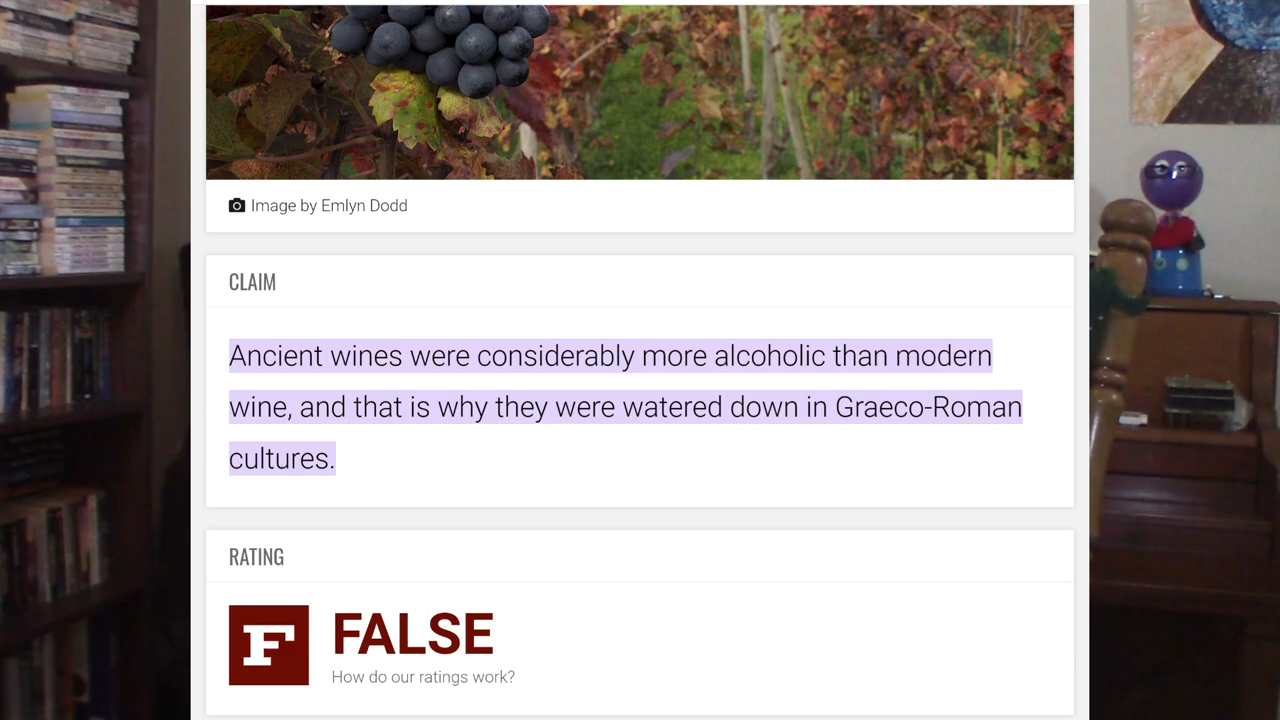 Image by Emlyn Dodd
CLAIM
Ancient wines were considerably more alcoholic than modern
wine, and that is why they were watered down in Graeco-Roman
cultures.
RATING
F
FALSE
How do our ratings work?